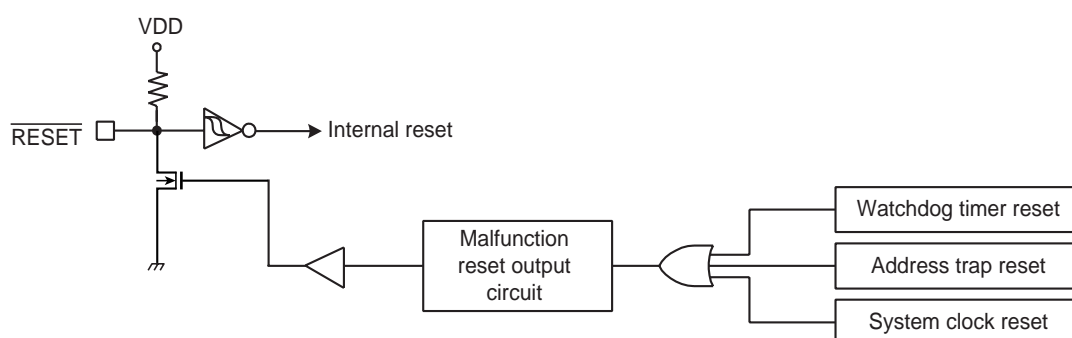 VDD
RESET
Internal reset
Watchdog timer reset
Malfunction
reset output
circuit
Address trap reset
System clock reset